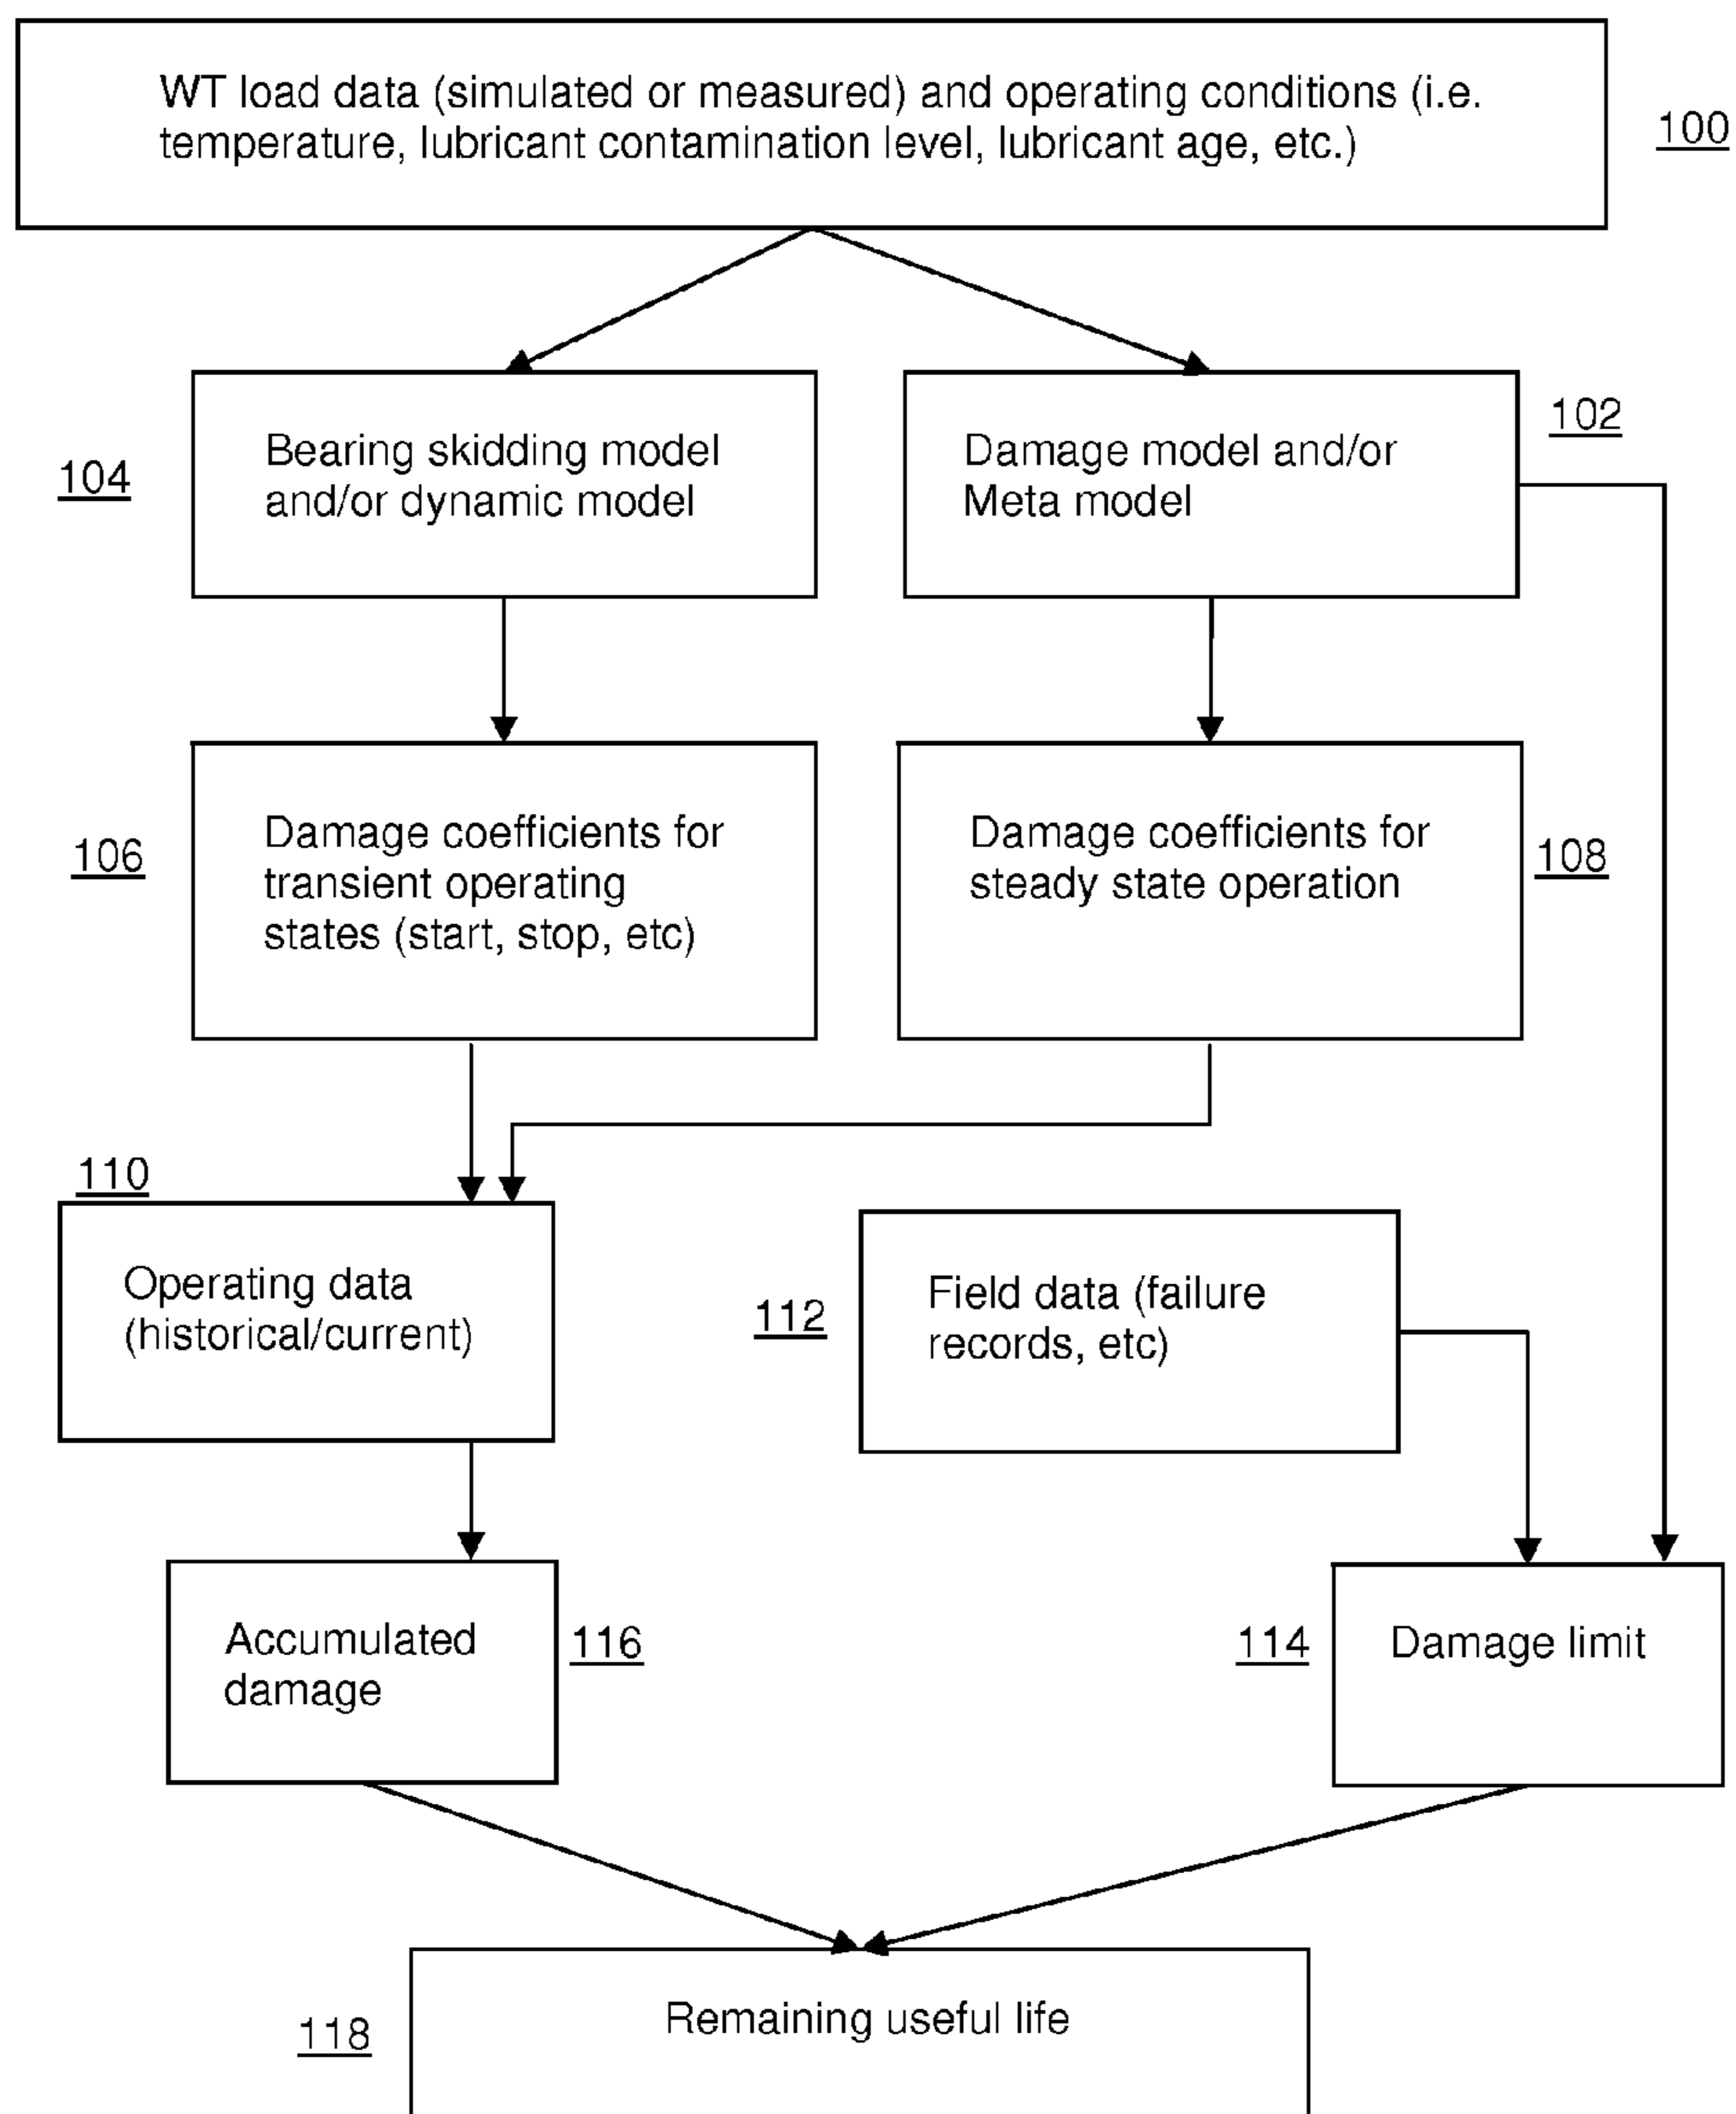 WT load data (simulated or measured) and operating conditions (i.e.
temperature, lubricant contamination level, lubricant age, etc.)
100
104
Bearing skidding model
and/or dynamic model
Damage model and/or
Meta model
102
106
Damage coefficients for
transient operating
states (start, stop, etc)
Damage coefficients for
steady state operation
108
110
Operating data
(historical/current)
112
Field data (failure
records, etc)
Accumulated
damage
116
114
Damage limit
118
Remaining useful life